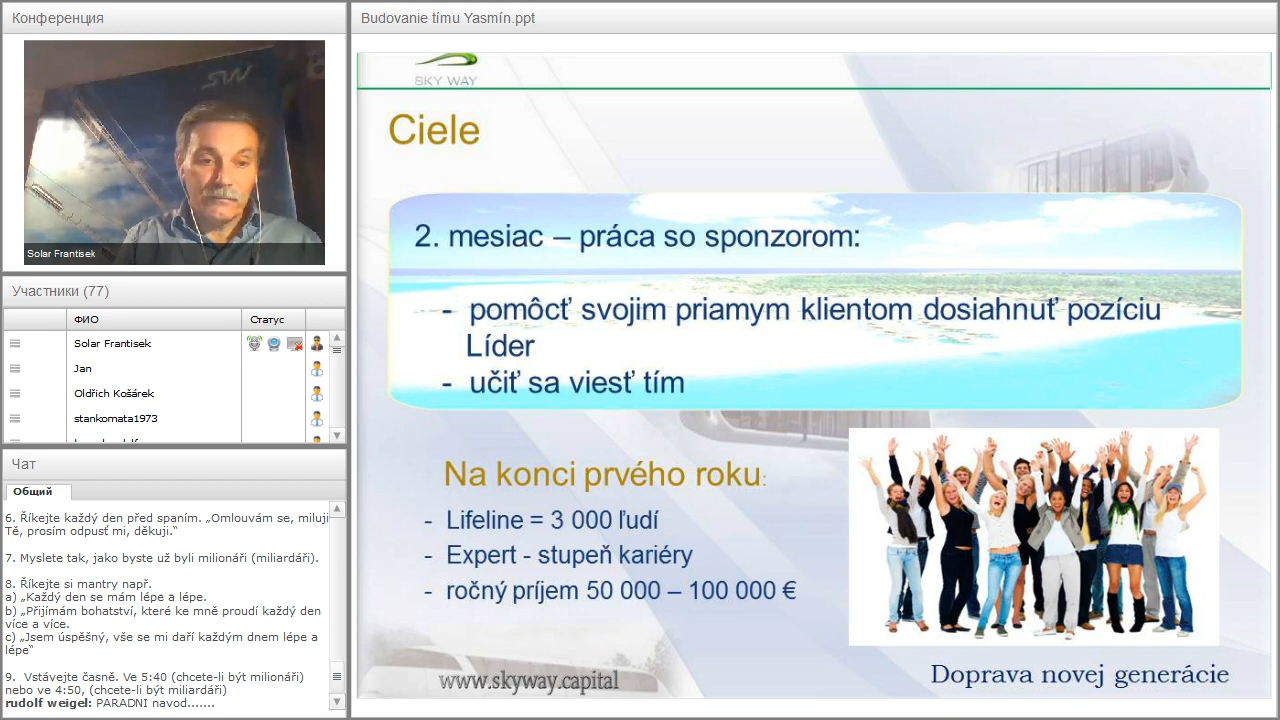 Конференция
Solar Frantisek
Участники (77)
ФИО
Статус
Solar Frantisek
Jan
Oldřich Košárek
stankomata1973
Чат
Общий
6. Říkejte každý den před spaním. „Omlouvám se, miluji
Tě, prosím odpusť mi, děkuji.“
7. Myslete tak, jako byste už byli milionáři (miliardáři).
8. Říkejte si mantry např.
a) „Každý den se mám lépe a lépe.
b) „Přijímám bohatství, které ke mně proudí každý den
více a více.
c) „Jsem úspěšný, vše se mi daří každým dnem lépe a
lépe“
9. Vstávejte časně. Ve 5:40 (chcete-li být milionáři)
nebo ve 4:50, (chcete-li být miliardáři)
rudolf weigel: PARADNI navod.......
Budovanie tímu Yasmín.ppt
SKY WAY
Ciele
2. mesiac – práca so sponzorom:
- pomôcť svojim priamym klientom dosiahnuť pozíciu
Líder
- učiť sa viesť tím
Na konci prvého roku:
- Lifeline = 3 000 ľudí
- Expert - stupeň kariéry
- ročný príjem 50 000 – 100 000 €
www.skyway.capital
Doprava novej generácie